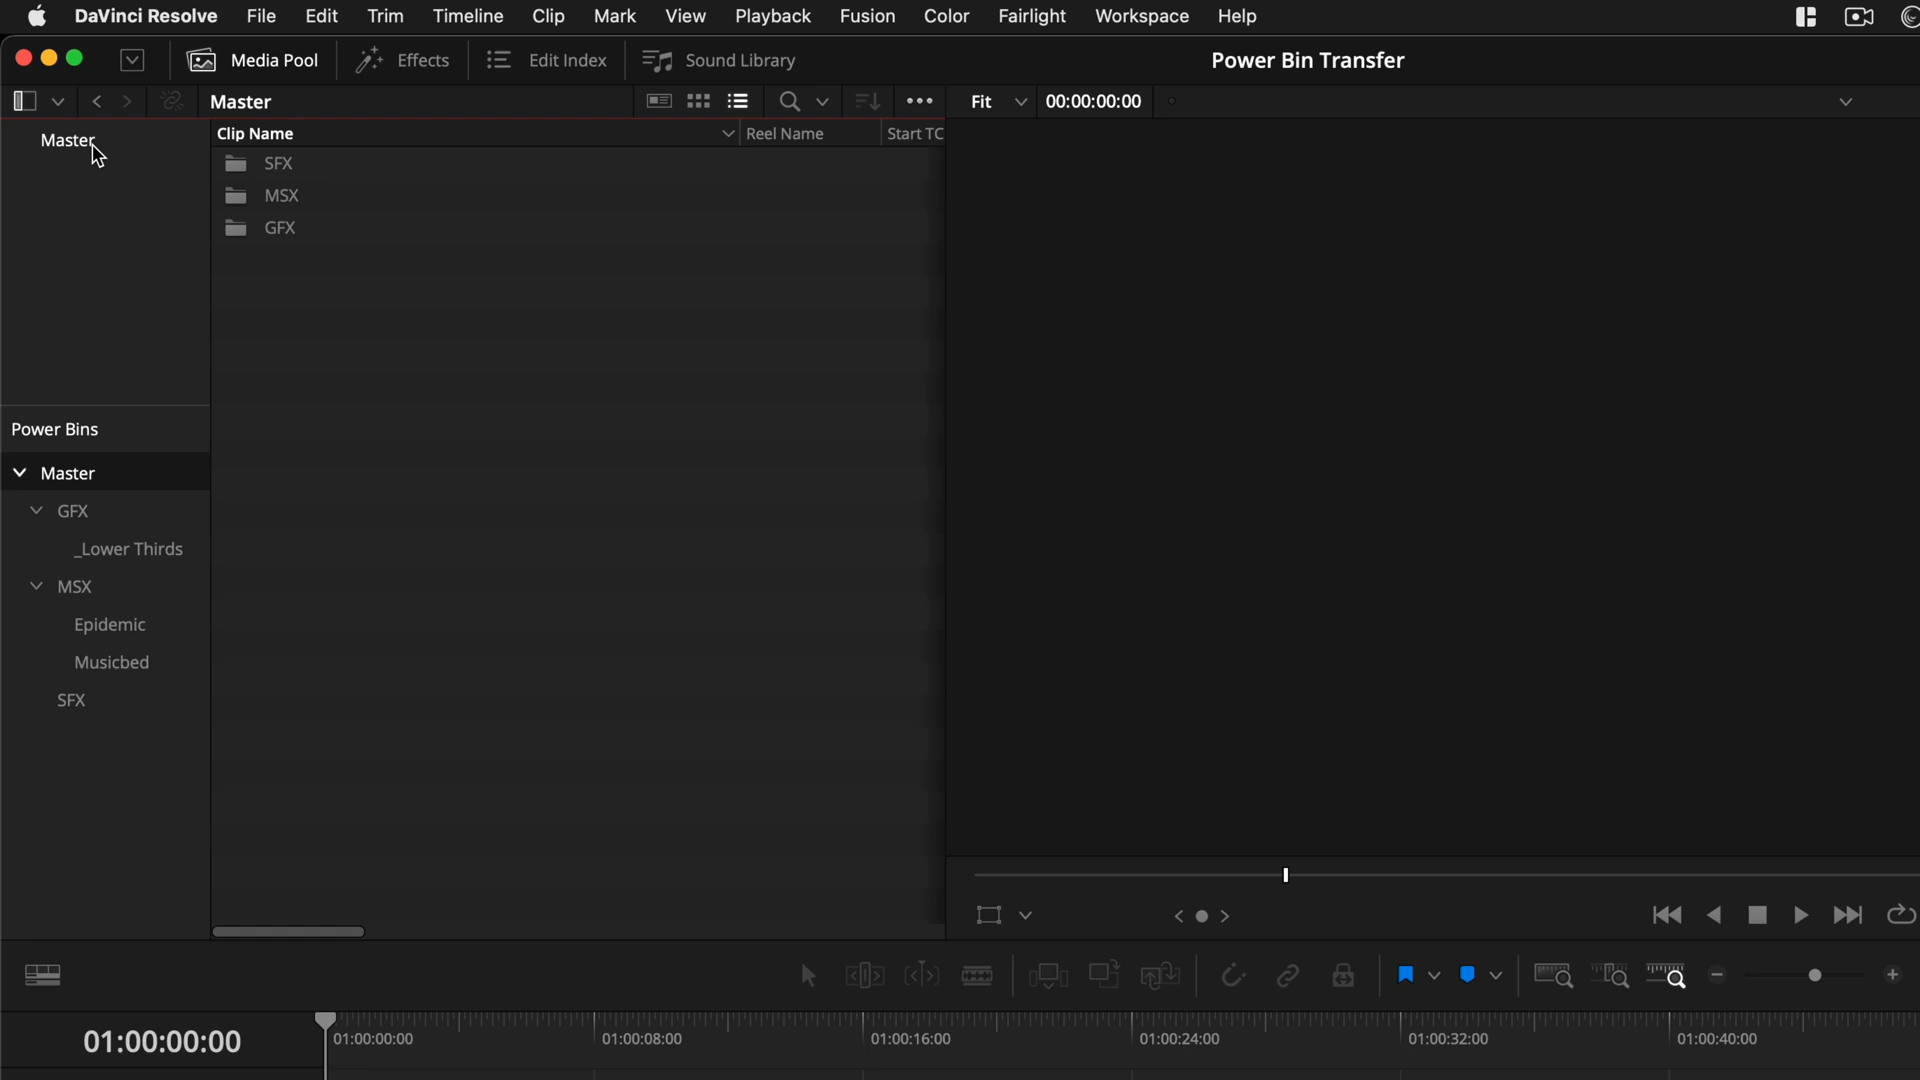 DaVinci Resolve File Edit Trim Timeline Clip Mark View Playback Fusion Color Fairlight Workspace Help
Media Pool Effects Edit Index Sound Library Power Bin Transfer
Master Fit 00:00:00:00
Master Clip Name Reel Name Start TC
SFX
MSX
GFX
Power Bins
Master
GFX
_Lower Thirds
MSX
Epidemic
Musicbed
SFX
01:00:00:00 01:00:00:00 01:00:08:00 01:00:16:00 01:00:24:00 01:00:32:00 01:00:40:00